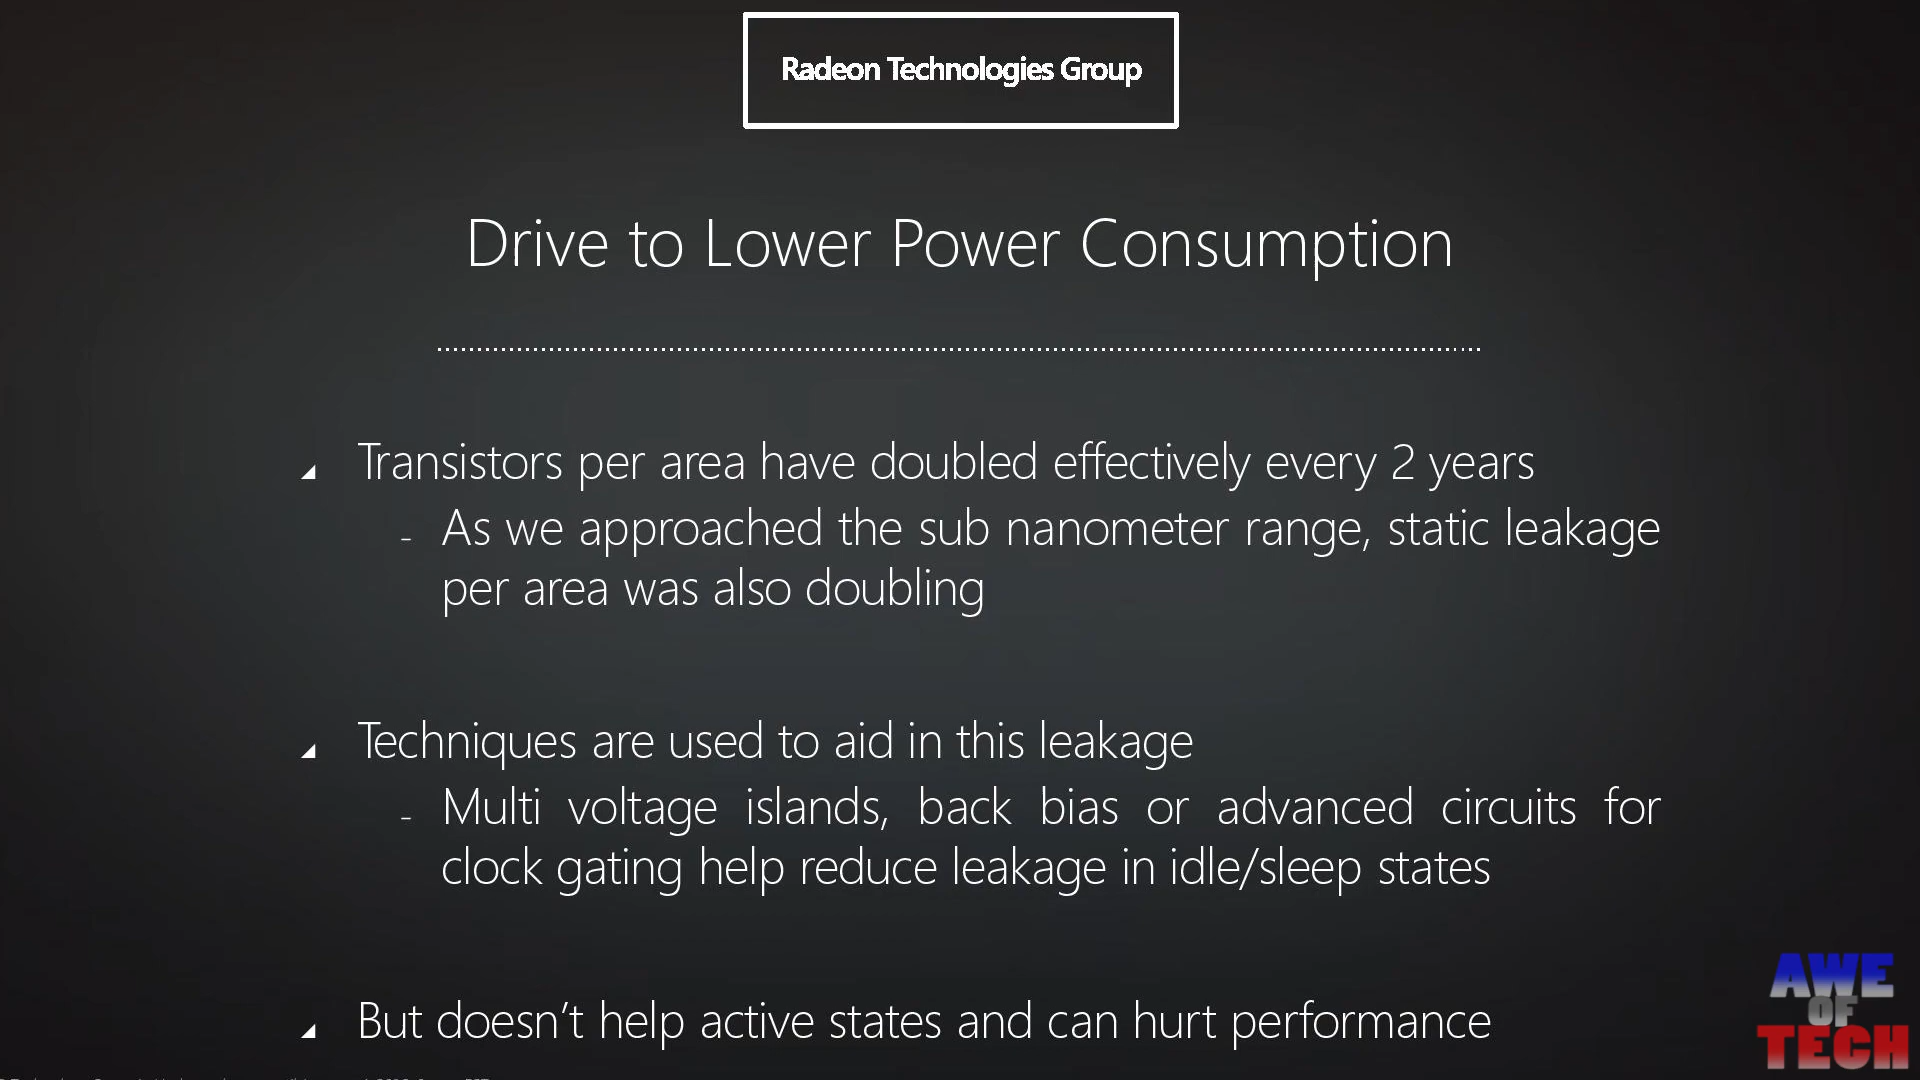 Radeon Technologies Group
Drive to Lower Power Consumption
Transistors per area have doubled effectively every 2 years
- As we approached the sub nanometer range, static leakage
per area was also doubling
Techniques are used to aid in this leakage
- Multi voltage islands, back bias or advanced circuits for
clock gating help reduce leakage in idle/sleep states
But doesn't help active states and can hurt performance
AWE
OF
TECH